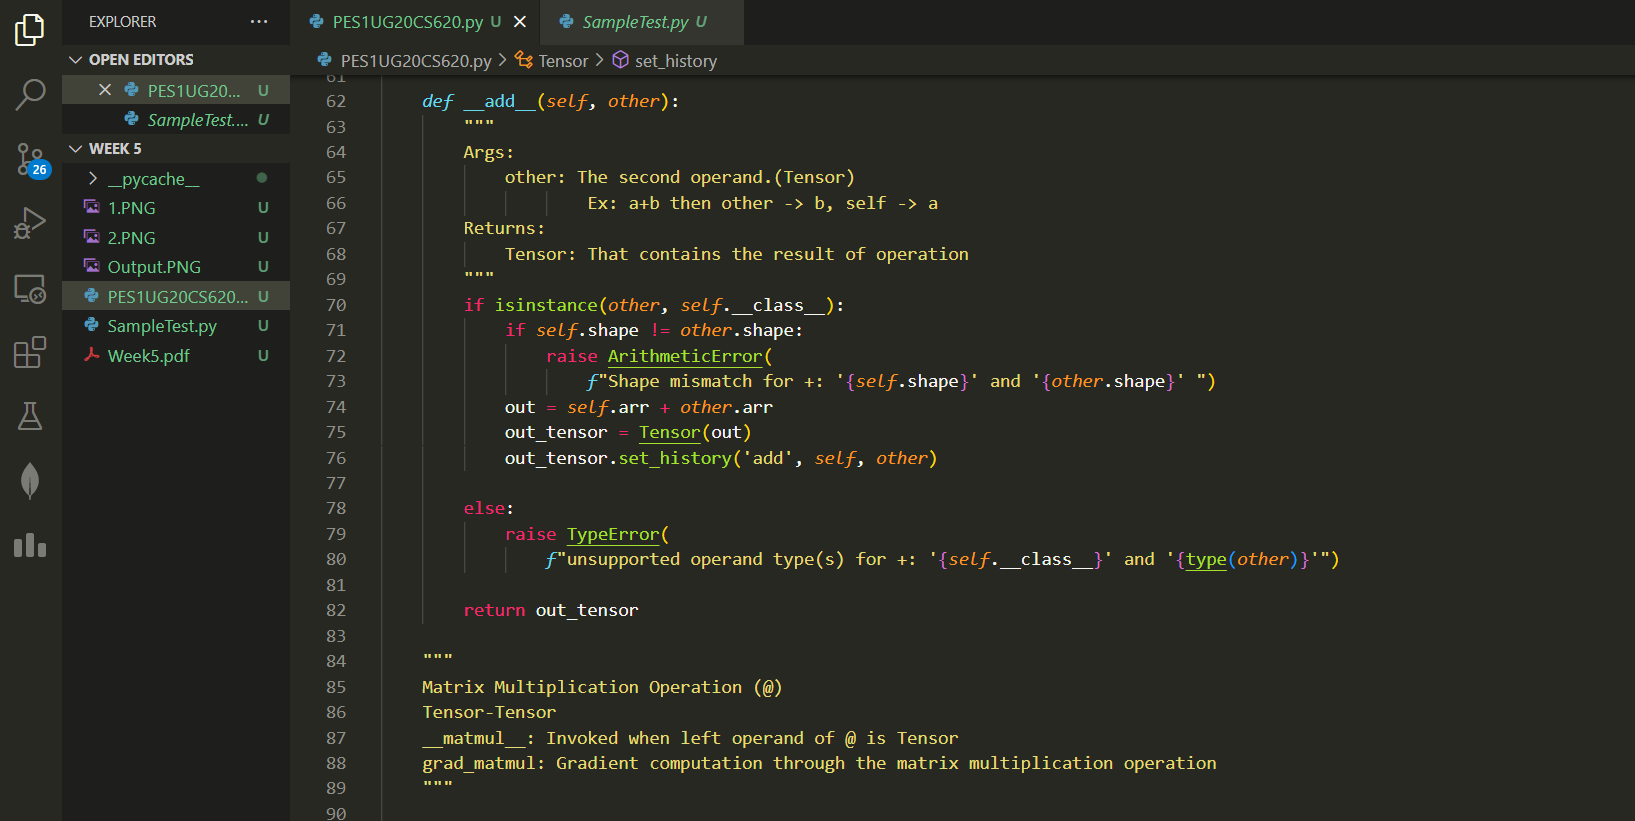 EXPLORER ···
OPEN EDITORS
PES1UG20... U
SampleTest.... U
WEEK 5
__pycache__
1.PNG U
2.PNG U
Output.PNG U
PES1UG20CS620... U
SampleTest.py U
Week5.pdf U
26
PES1UG20CS620.py U
SampleTest.py U
PES1UG20CS620.py > Tensor > set_history
61
62 def __add__(self, other):
63 """
64 Args:
65 other: The second operand.(Tensor)
66 Ex: a+b then other -> b, self -> a
67 Returns:
68 Tensor: That contains the result of operation
69 """
70 if isinstance(other, self.__class__):
71 if self.shape != other.shape:
72 raise ArithmeticError(
73 f"Shape mismatch for +: '{self.shape}' and '{other.shape}' ")
74 out = self.arr + other.arr
75 out_tensor = Tensor(out)
76 out_tensor.set_history('add', self, other)
77
78 else:
79 raise TypeError(
80 f"unsupported operand type(s) for +: '{self.__class__}' and '{type(other)}'")
81
82 return out_tensor
83
84 """
85 Matrix Multiplication Operation (@)
86 Tensor-Tensor
87 __matmul__: Invoked when left operand of @ is Tensor
88 grad_matmul: Gradient computation through the matrix multiplication operation
89 """
90